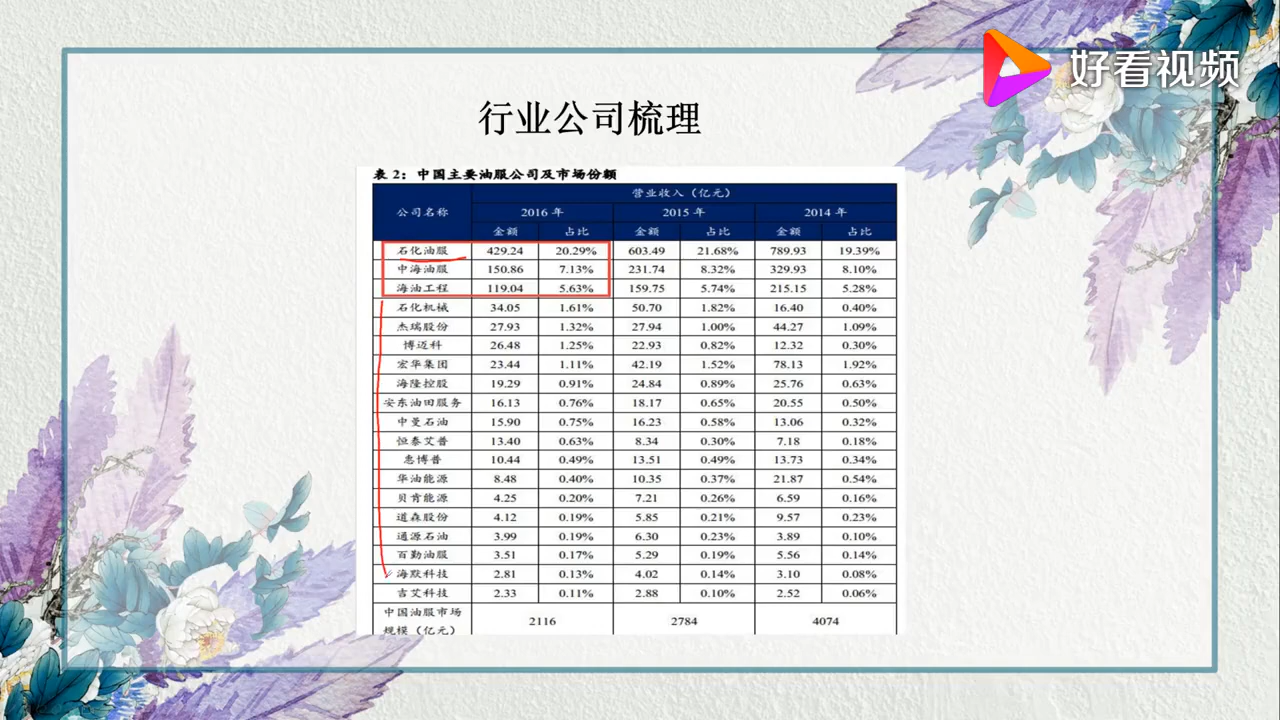 好看视频
行业公司梳理
表 2：中国主要油服公司及市场份额
公司名称 营业收入（亿元）
2016 年 2015 年 2014 年
金额 占比 金额 占比 金额 占比
石化油服 429.24 20.29% 603.49 21.68% 789.93 19.39%
中海油服 150.86 7.13% 231.74 8.32% 329.93 8.10%
海油工程 119.04 5.63% 159.75 5.74% 215.15 5.28%
石化机械 34.05 1.61% 50.70 1.82% 16.40 0.40%
杰瑞股份 27.93 1.32% 27.94 1.00% 44.27 1.09%
博迈科 26.48 1.25% 22.93 0.82% 12.32 0.30%
宏华集团 23.44 1.11% 42.19 1.52% 78.13 1.92%
海隆控股 19.29 0.91% 24.84 0.89% 25.76 0.63%
安东油田服务 16.13 0.76% 18.17 0.65% 20.55 0.50%
中曼石油 15.90 0.75% 16.23 0.58% 13.06 0.32%
恒泰艾普 13.40 0.63% 8.34 0.30% 7.18 0.18%
惠博普 10.44 0.49% 13.51 0.49% 13.73 0.34%
华油能源 8.48 0.40% 10.35 0.37% 21.87 0.54%
贝肯能源 4.25 0.20% 7.21 0.26% 6.59 0.16%
道森股份 4.12 0.19% 5.85 0.21% 9.57 0.23%
通源石油 3.99 0.19% 6.30 0.23% 3.89 0.10%
百勤油服 3.51 0.17% 5.29 0.19% 5.56 0.14%
海默科技 2.81 0.13% 4.02 0.14% 3.10 0.08%
吉艾科技 2.33 0.11% 2.88 0.10% 2.52 0.06%
中国油服市场
规模（亿元） 2116 2784 4074